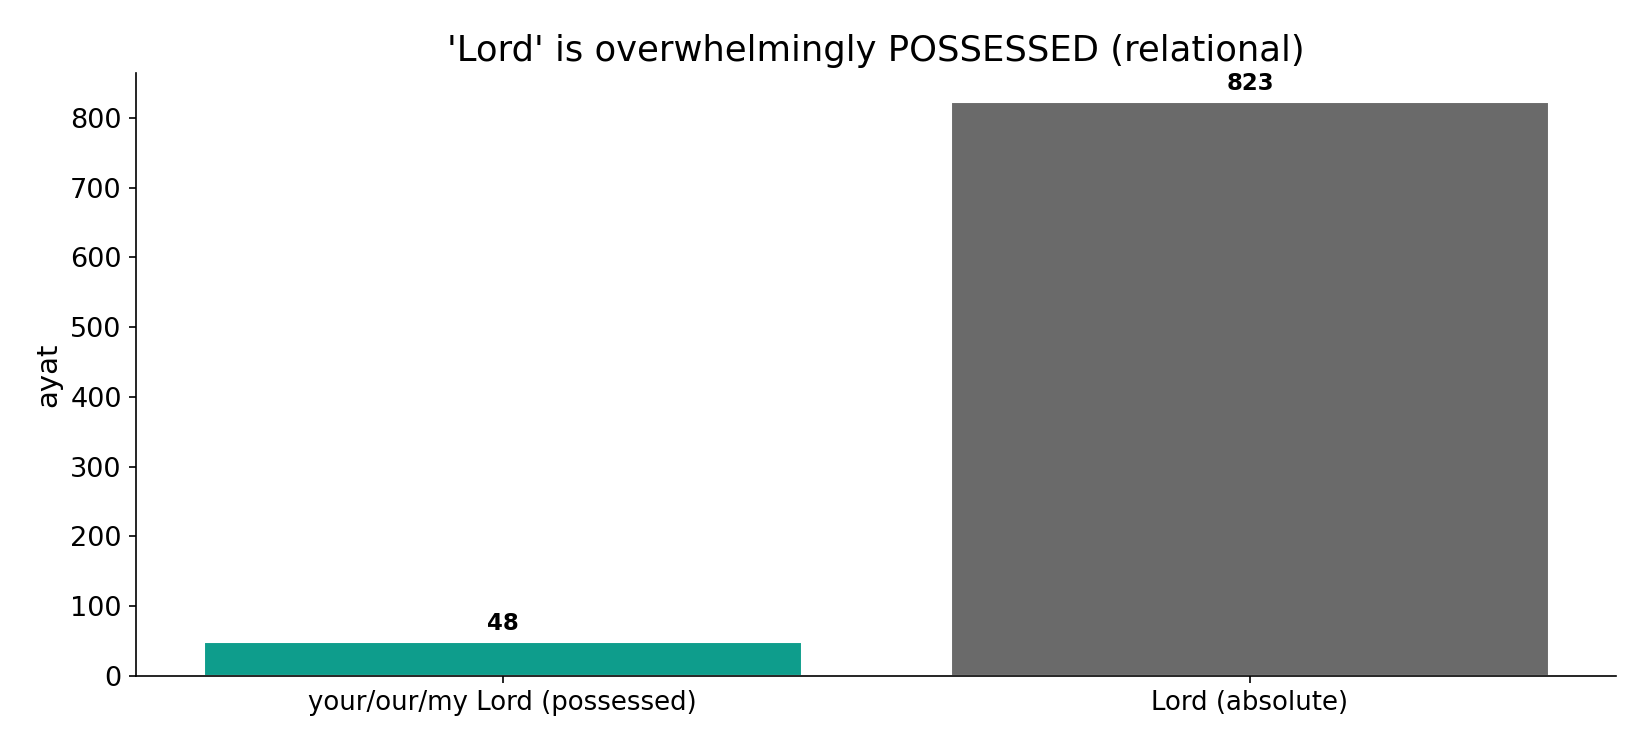 'Lord' is overwhelmingly POSSESSED (relational)
823
800
700
600
500
400
300
200
100
0
ayat
48
your/our/my Lord (possessed)
Lord (absolute)